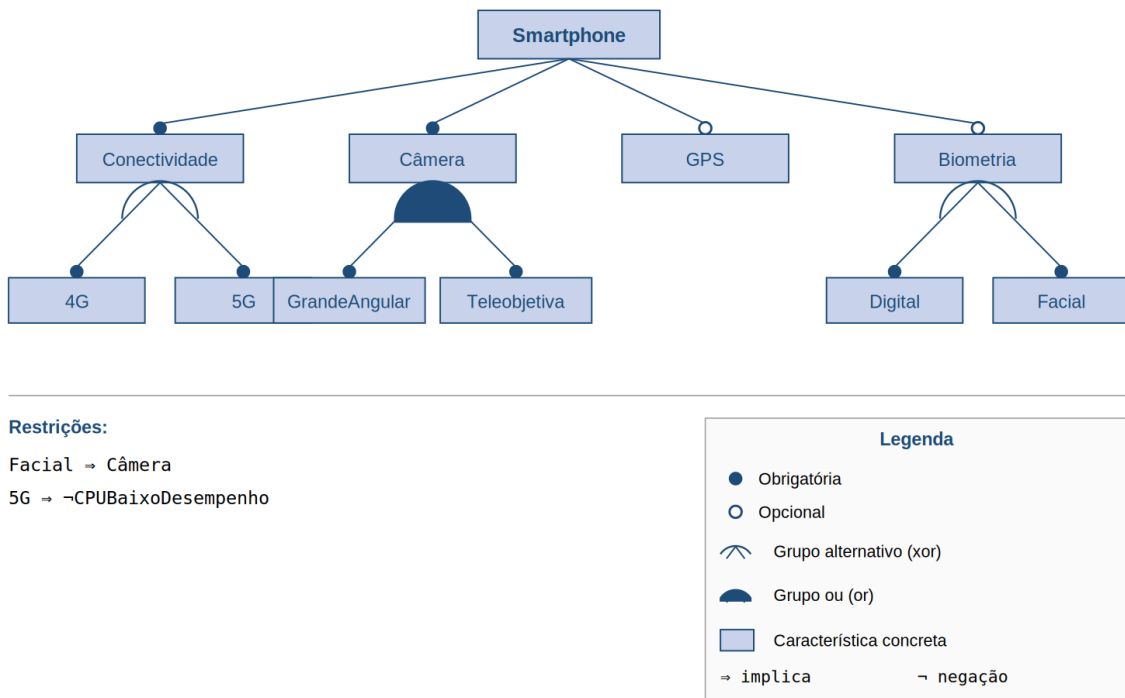 Smartphone
Conectividade
Câmera
GPS
Biometria
4G
5G
GrandeAngular
Teleobjetiva
Digital
Facial
Restrições:
Facial ⇒ Câmera
5G ⇒ ¬CPUBaixoDesempenho
Legenda
Obrigatória
Opcional
Grupo alternativo (xor)
Grupo ou (or)
Característica concreta
⇒ implica ¬ negação